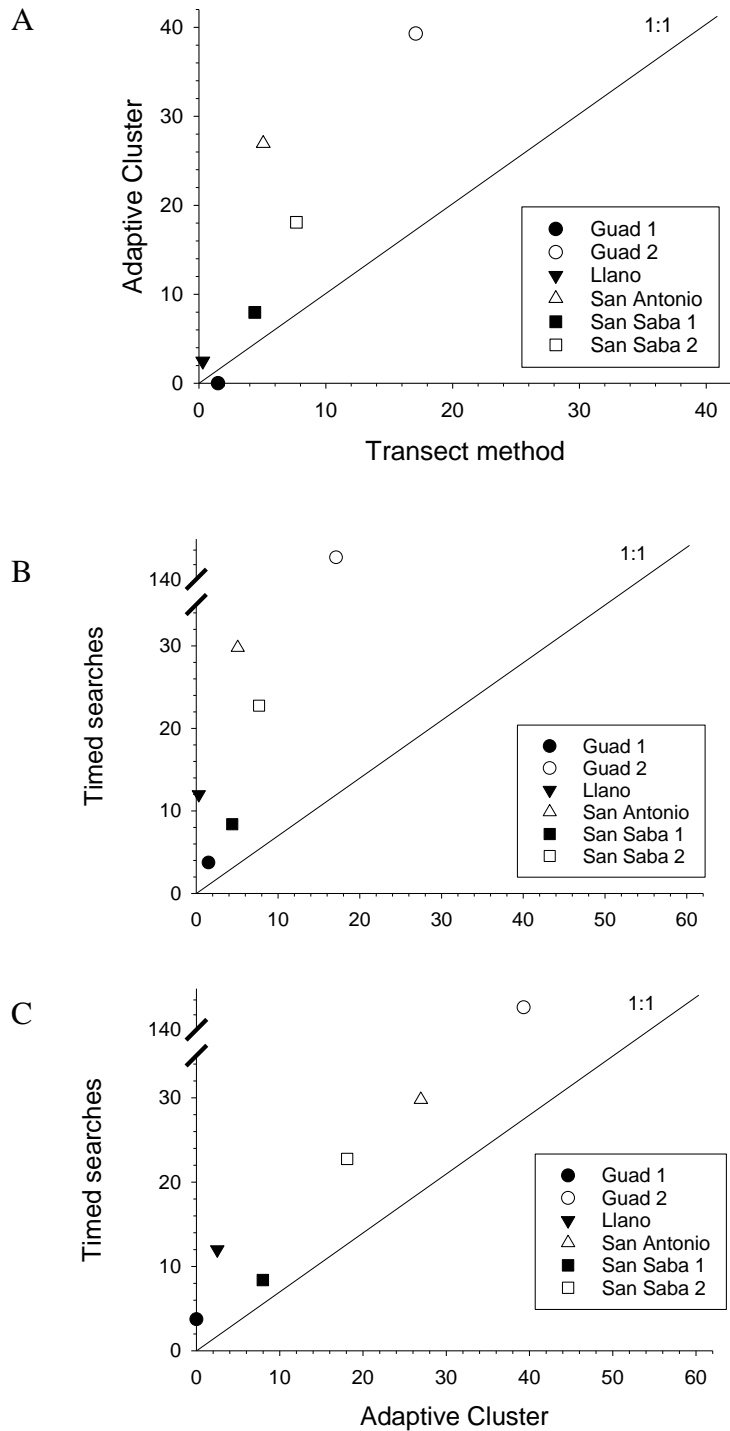 A
40
30
20
10
0
Adaptive Cluster
1:1
Guad 1
Guad 2
Llano
San Antonio
San Saba 1
San Saba 2
0 10 20 30 40
Transect method
B
140
30
20
10
0
Timed searches
1:1
Guad 1
Guad 2
Llano
San Antonio
San Saba 1
San Saba 2
0 10 20 30 40 50 60
C
140
30
20
10
0
Timed searches
1:1
Guad 1
Guad 2
Llano
San Antonio
San Saba 1
San Saba 2
0 10 20 30 40 50 60
Adaptive Cluster